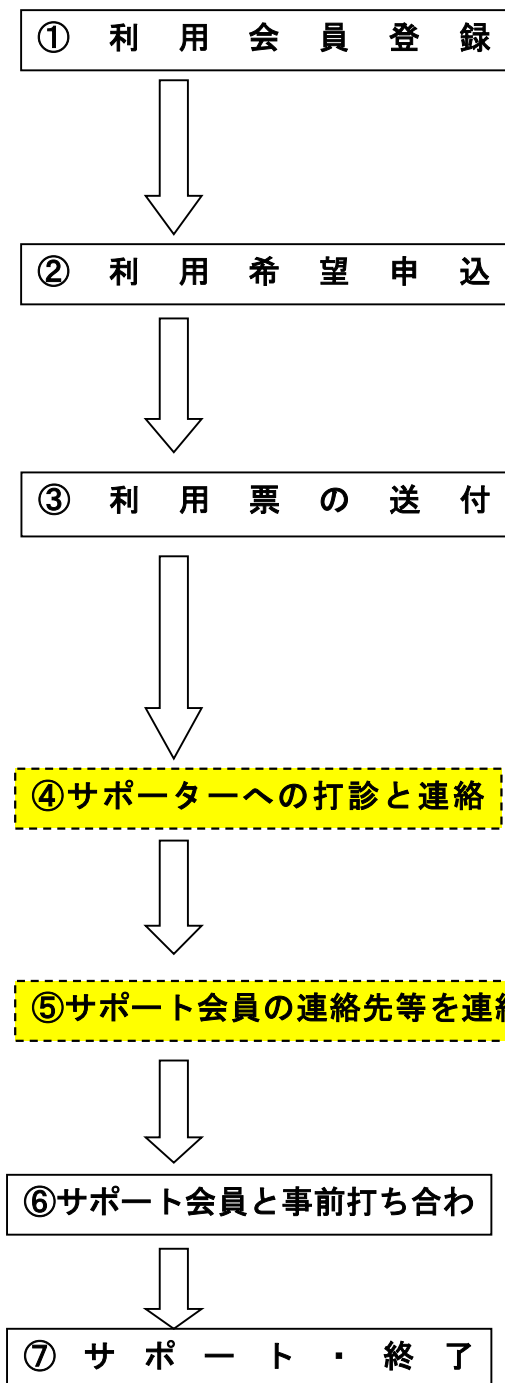 ①利用会員登録
②利用希望申込
③利用票の送付
④サポーターへの打診と連絡
⑤サポート会員の連絡先等を連
⑥サポート会員と事前打ち合わ
⑦サポート・終了